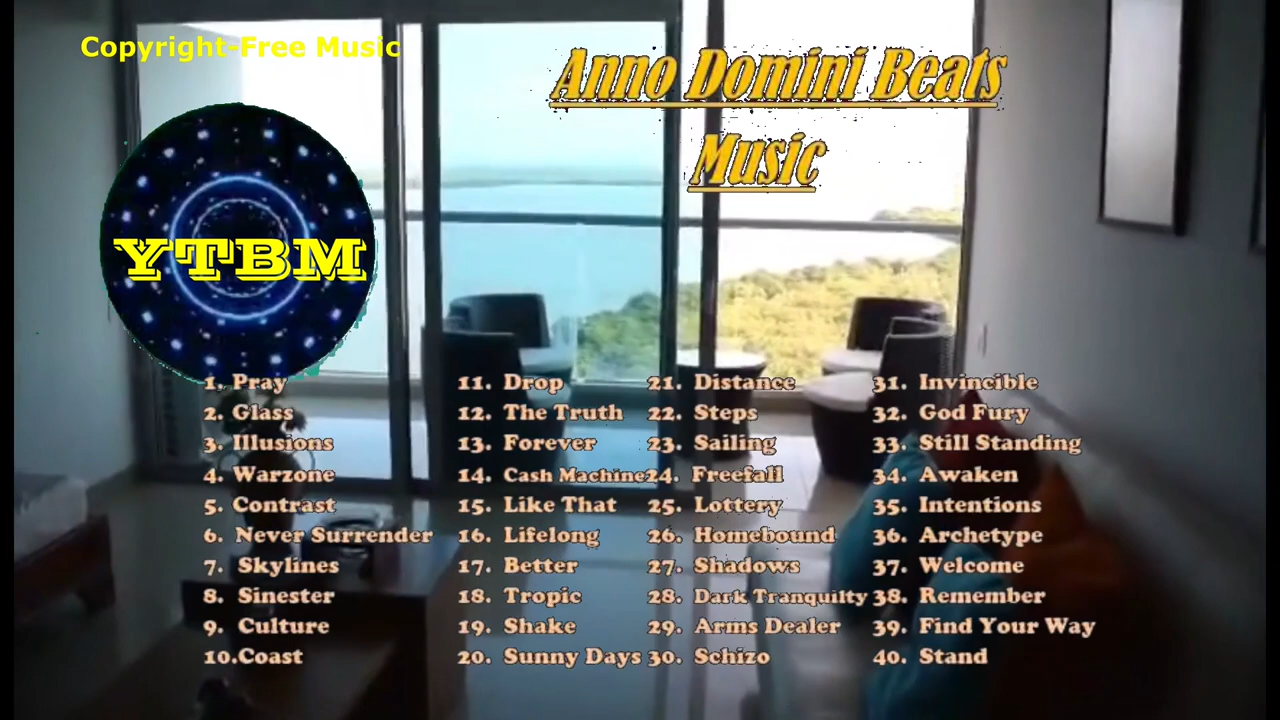 Copyright-Free Music
Anno Domini Beats
Music
YTBM
1. Pray
2. Glass
3. Illusions
4. Warzone
5. Contrast
6. Never Surrender
7. Skylines
8. Sinester
9. Culture
10.Coast
11. Drop
12. The Truth
13. Forever
14. Cash Machine
15. Like That
16. Lifelong
17. Better
18. Tropic
19. Shake
20. Sunny Days
21. Distance
22. Steps
23. Sailing
24. Freefall
25. Lottery
26. Homebound
27. Shadows
28. Dark Tranquilty
29. Arms Dealer
30. Schizo
31. Invincible
32. God Fury
33. Still Standing
34. Awaken
35. Intentions
36. Archetype
37. Welcome
38. Remember
39. Find Your Way
40. Stand